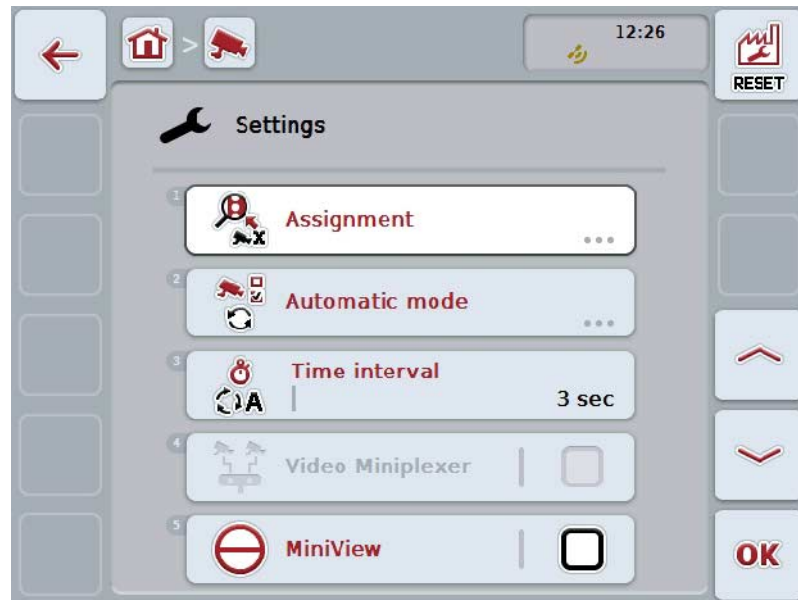 >
12:26
RESET
Settings
1
Assignment
...
2
Automatic mode
...
3
Time interval
A
3 sec
4
Video Miniplexer
5
MiniView
OK